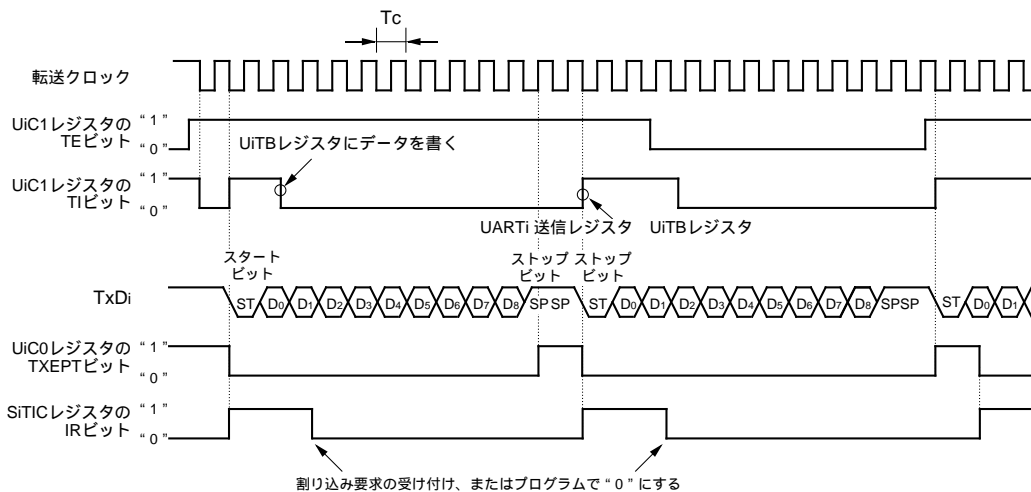 Tc
転送クロック
UiC1レジスタの
TEビット
“ 1 ”
“ 0 ”
UiTBレジスタにデータを書く
UiC1レジスタの
TIビット
“ 1 ”
“ 0 ”
UARTi 送信レジスタ UiTBレジスタ
スタート
ビット
ストップ
ビット
ストップ
ビット
TxDi
ST D0 D1 D2 D3 D4 D5 D6 D7 D8 SP SP ST D0 D1 D2 D3 D4 D5 D6 D7 D8 SPSP ST D0 D1
UiC0レジスタの
TXEPTビット
“ 1 ”
“ 0 ”
SiTICレジスタの
IRビット
“ 1 ”
“ 0 ”
割り込み要求の受け付け、またはプログラムで “ 0 ” にする